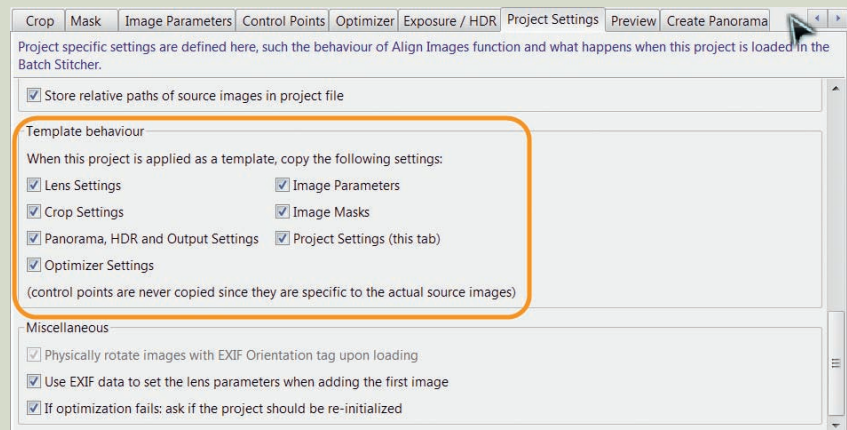 Crop Mask Image Parameters Control Points Optimizer Exposure / HDR Project Settings Preview Create Panorama
Project specific settings are defined here, such the behaviour of Align Images function and what happens when this project is loaded in the
Batch Stitcher.
Store relative paths of source images in project file
Template behaviour
When this project is applied as a template, copy the following settings:
Lens Settings Image Parameters
Crop Settings Image Masks
Panorama, HDR and Output Settings Project Settings (this tab)
Optimizer Settings
(control points are never copied since they are specific to the actual source images)
Miscellaneous
Physically rotate images with EXIF Orientation tag upon loading
Use EXIF data to set the lens parameters when adding the first image
If optimization fails: ask if the project should be re-initialized